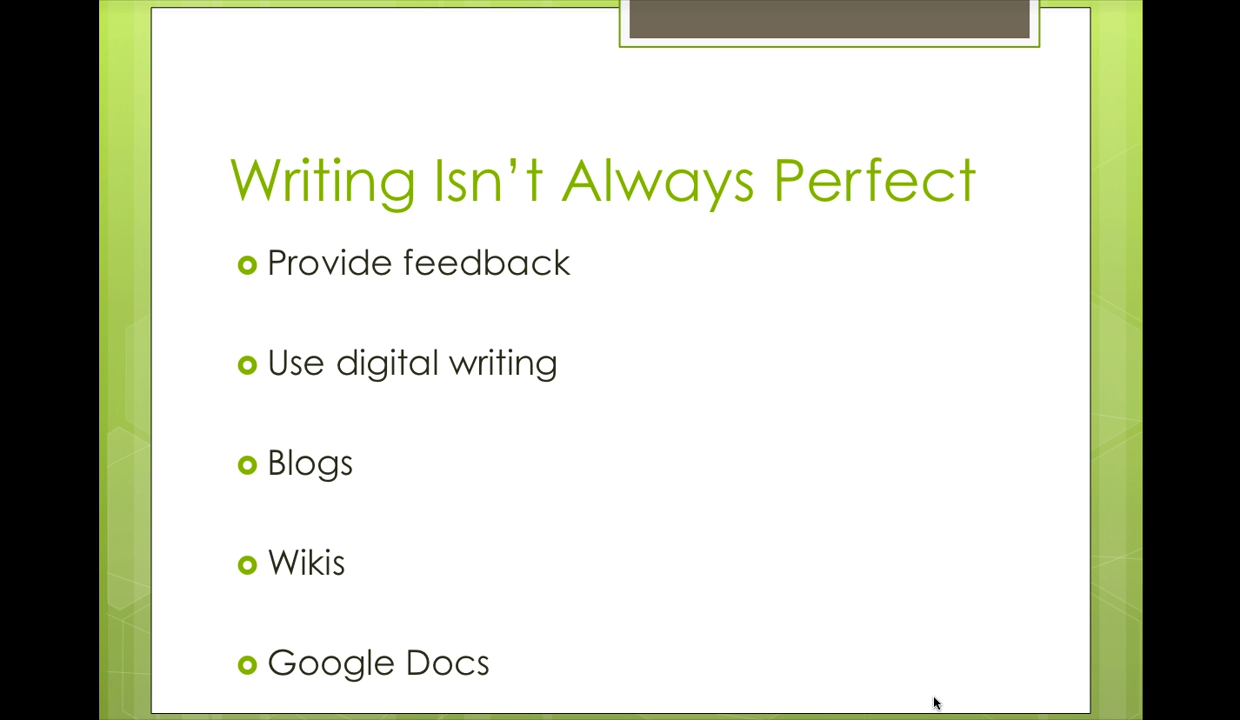 Writing Isn’t Always Perfect
Provide feedback
Use digital writing
Blogs
Wikis
Google Docs